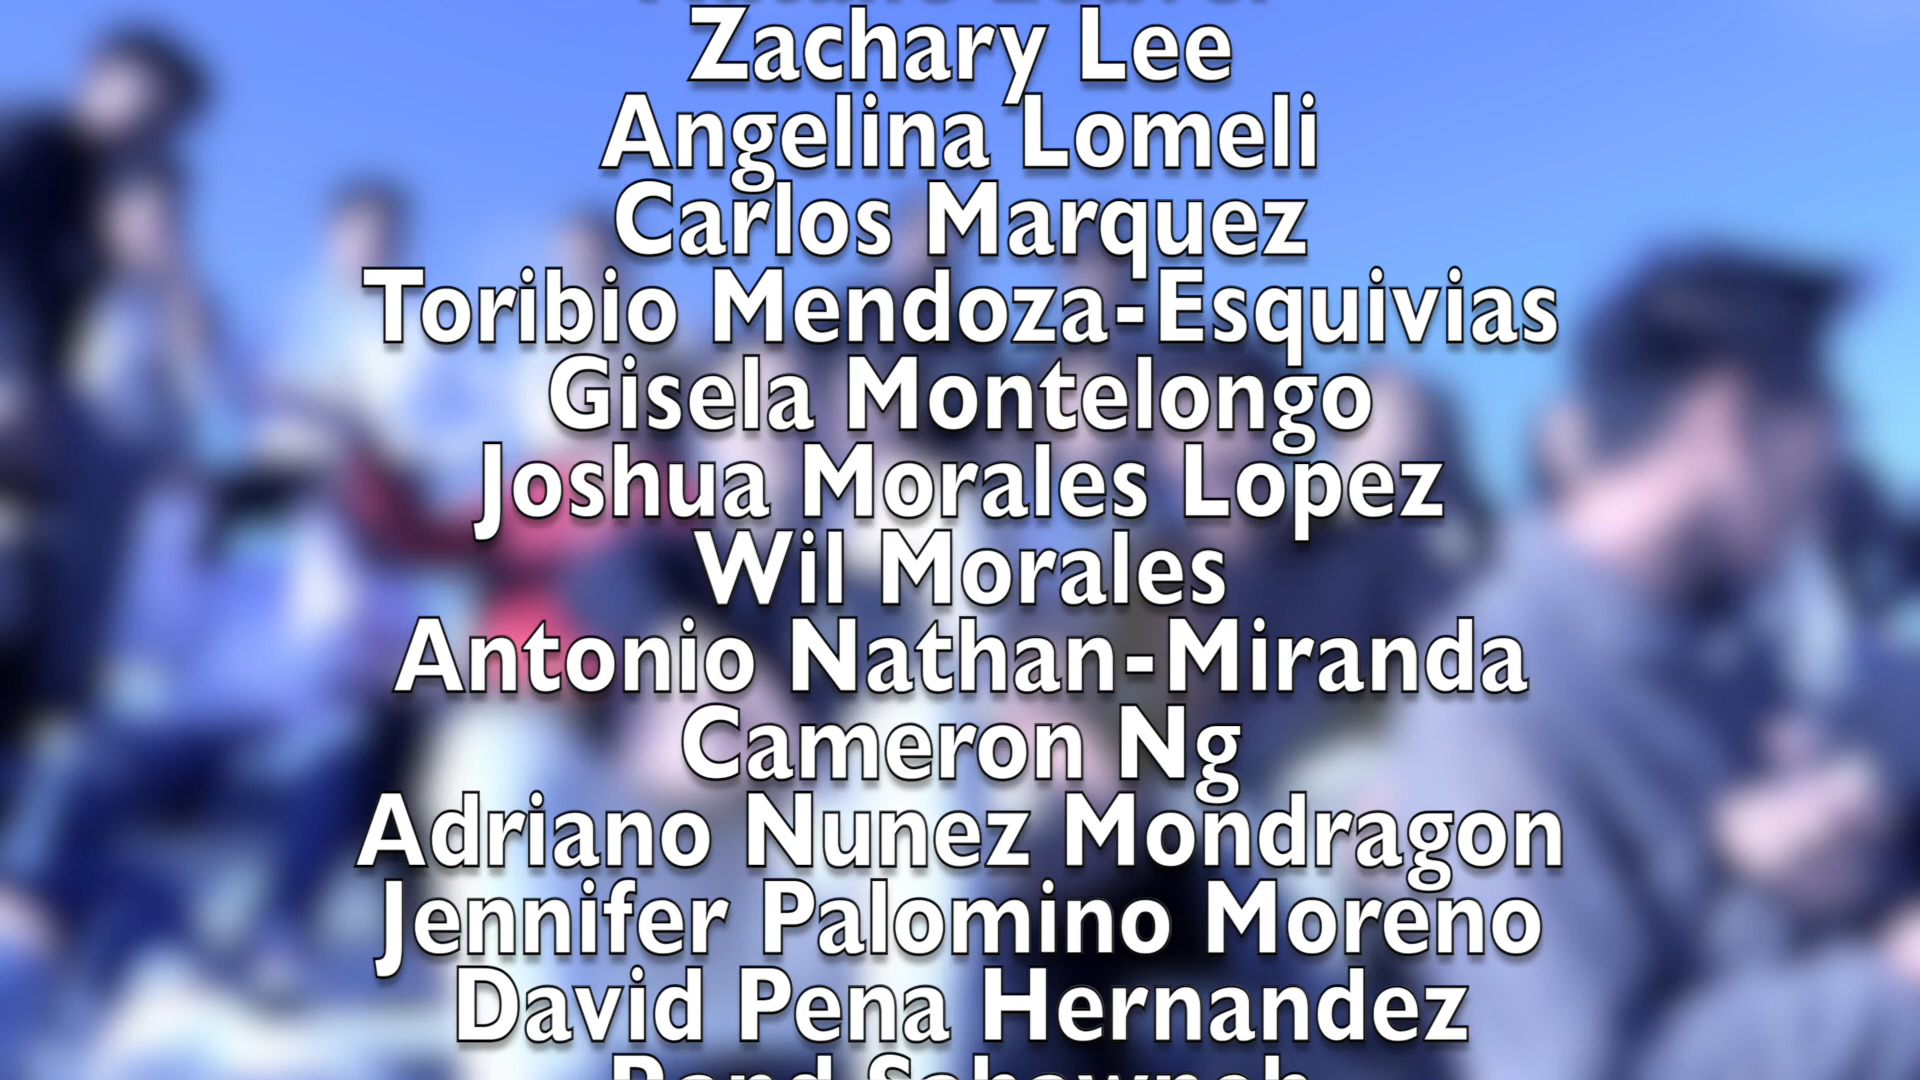 Zachary Lee
Angelina Lomeli
Carlos Marquez
Toribio Mendoza-Esquivias
Gisela Montelongo
Joshua Morales Lopez
Wil Morales
Antonio Nathan-Miranda
Cameron Ng
Adriano Nunez Mondragon
Jennifer Palomino Moreno
David Pena Hernandez